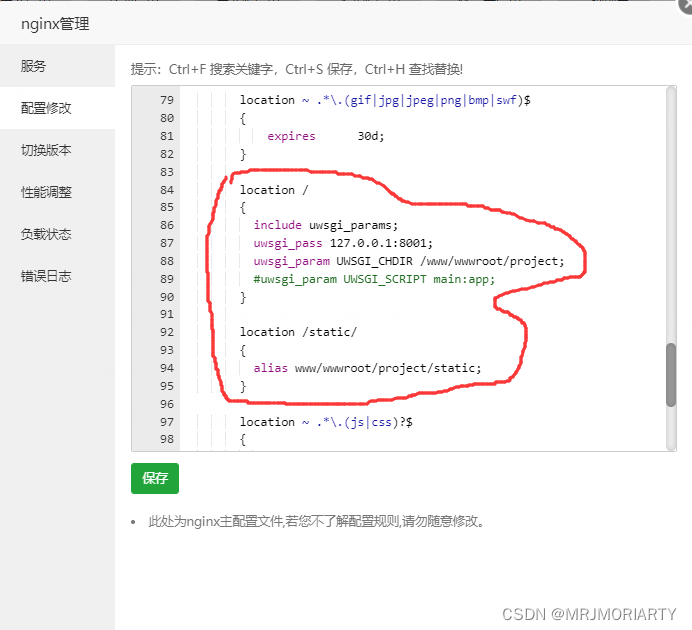 nginx管理
服务
配置修改
切换版本
性能调整
负载状态
错误日志
提示：Ctrl+F 搜索关键字，Ctrl+S 保存，Ctrl+H 查找替换!
79 location ~ .*\.(gif|jpg|jpeg|png|bmp|swf)$
80 {
81 expires 30d;
82 }
83
84 location /
85 {
86 include uwsgi_params;
87 uwsgi_pass 127.0.0.1:8001;
88 uwsgi_param UWSGI_CHDIR /www/wwwroot/project;
89 #uwsgi_param UWSGI_SCRIPT main:app;
90 }
91
92 location /static/
93 {
94 alias www/wwwroot/project/static;
95 }
96
97 location ~ .*\.(js|css)?$
98 {
保存
此处为nginx主配置文件,若您不了解配置规则,请勿随意修改。
CSDN @MRJMORIARTY